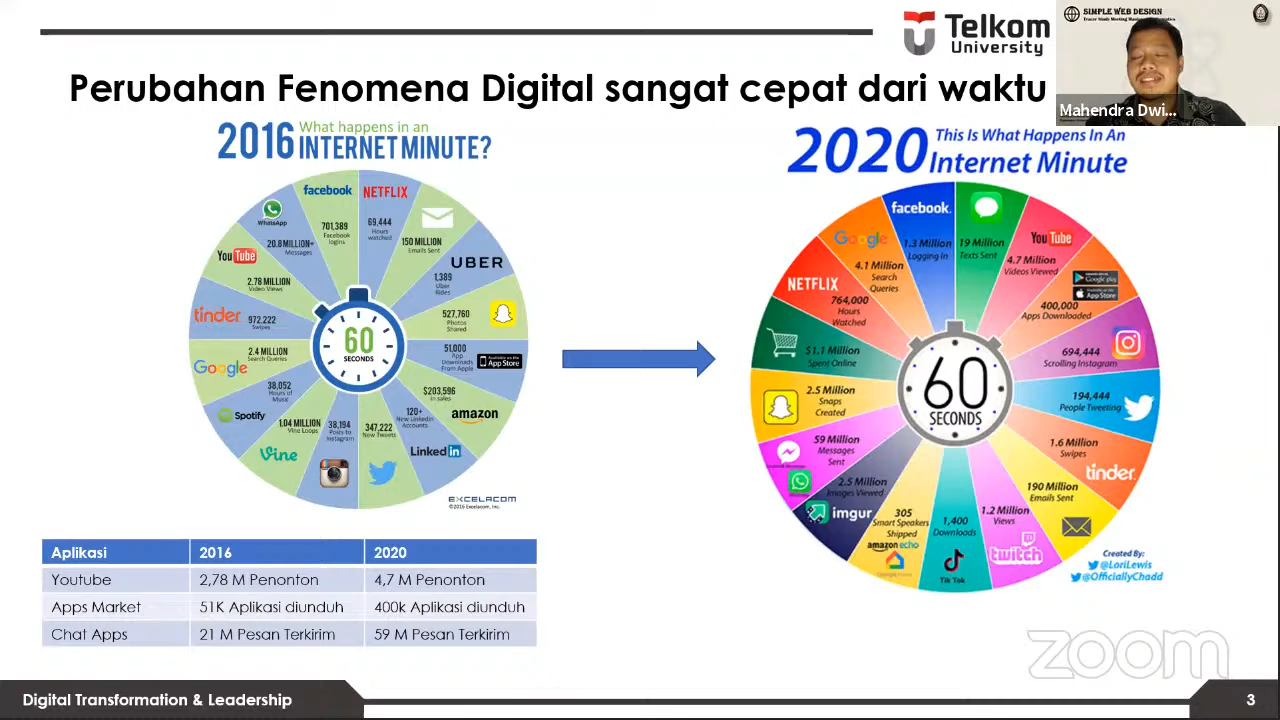 Telkom
University
SIMPLE WEB DESIGN
Mahendra Dwi...
Perubahan Fenomena Digital sangat cepat dari waktu
What happens in an
2016 INTERNET MINUTE?
facebook
701,389
Facebook
logins
NETFLIX
69,444
Hours
watched
150 MILLION
Emails Sent
UBER
1,389
Uber
Rides
527,760
Photos
Shared
51,000
App
Downloads
From Apple
Available on the
App Store
$203,596
In sales
amazon
120+
New Linkedin
Accounts
Linked in
347,222
New Tweets
38,194
Posts to
Instagram
1.04 MILLION
Vine Loops
Vine
38,052
Hours of
Music
Spotify
2.4 MILLION
Search Queries
Google
972,222
Swipes
tinder
2.78 MILLION
Video Views
YouTube
20.8 MILLION+
Messages
WhatsApp
60
SECONDS
EXCELACOM
©2016 Excelacom, Inc.
2020 This Is What Happens In An
Internet Minute
facebook.
1.3 Million
Logging In
19 Million
Texts Sent
YouTube
4.7 Million
Videos Viewed
Google play
App Store
400,000
Apps Downloaded
694,444
Scrolling Instagram
194,444
People Tweeting
1.6 Million
Swipes
tinder
190 Million
Emails Sent
1.2 Million
Views
twitch
1,400
Downloads
Tik Tok
305
Smart Speakers
Shipped
amazon echo
2.5 Million
Images Viewed
imgur
59 Million
Messages
Sent
2.5 Million
Snaps
Created
$1.1 Million
Spent Online
NETFLIX
764,000
Hours
Watched
Google
4.1 Million
Search
Queries
60
SECONDS
Created By:
@LoriLewis
@OfficiallyChadd
Aplikasi 2016 2020
Youtube 2,78 M Penonton 4,7 M Penonton
Apps Market 51K Aplikasi diunduh 400k Aplikasi diunduh
Chat Apps 21 M Pesan Terkirim 59 M Pesan Terkirim
zoom
Digital Transformation & Leadership
3